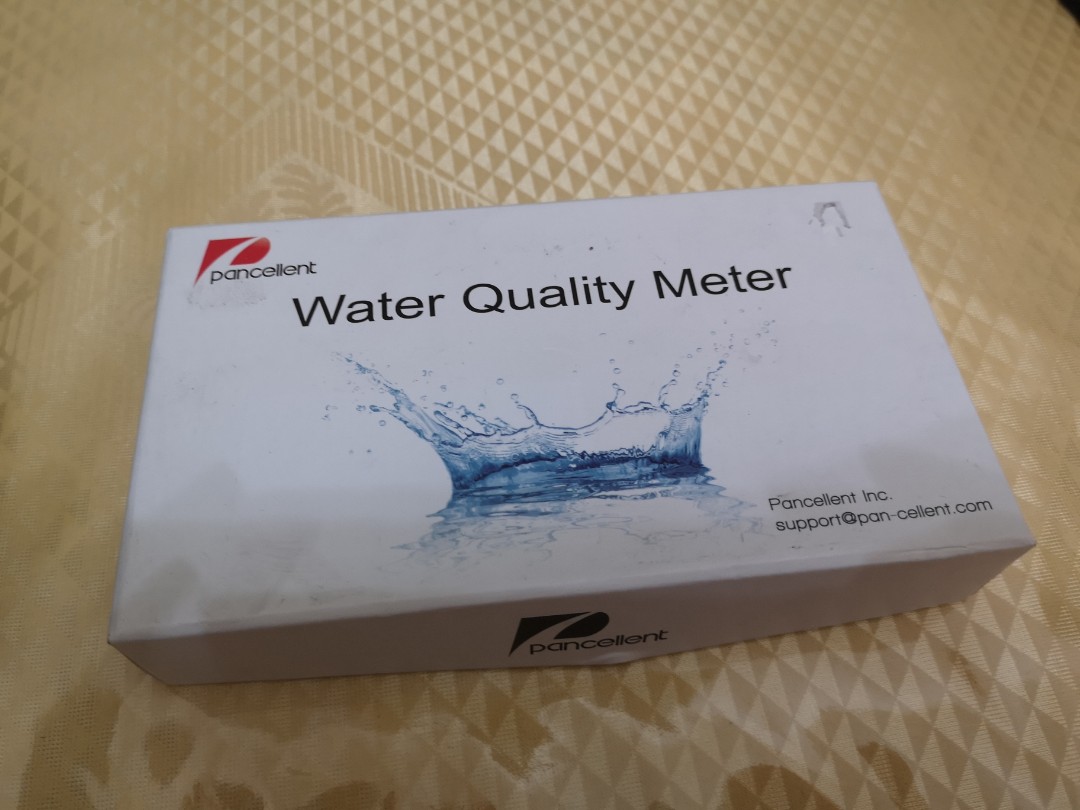 pancellent
Water Quality Meter
Pancellent Inc.
support@pan-cellent.com
pancellent